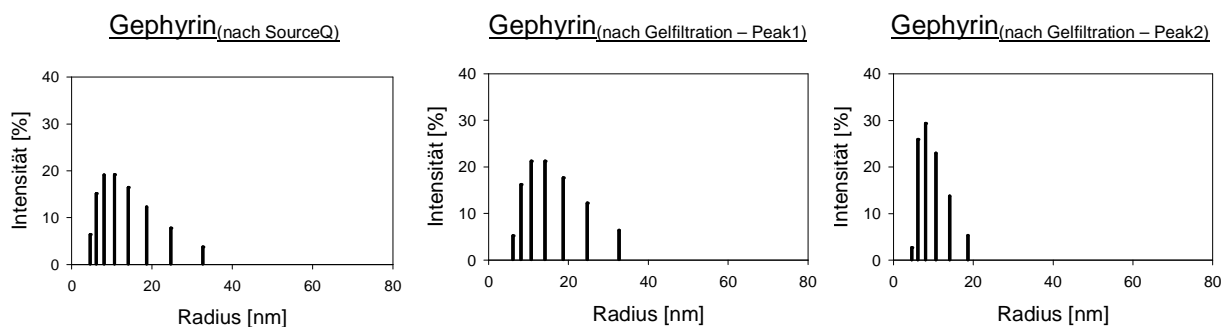 Gephyrin(nach SourceQ)
Intensität [%]
40
30
20
10
0
0 20 40 60 80
Radius [nm]
Gephyrin(nach Gelfiltration – Peak1)
Intensität [%]
40
30
20
10
0
0 20 40 60 80
Radius [nm]
Gephyrin(nach Gelfiltration – Peak2)
Intensität [%]
40
30
20
10
0
0 20 40 60 80
Radius [nm]